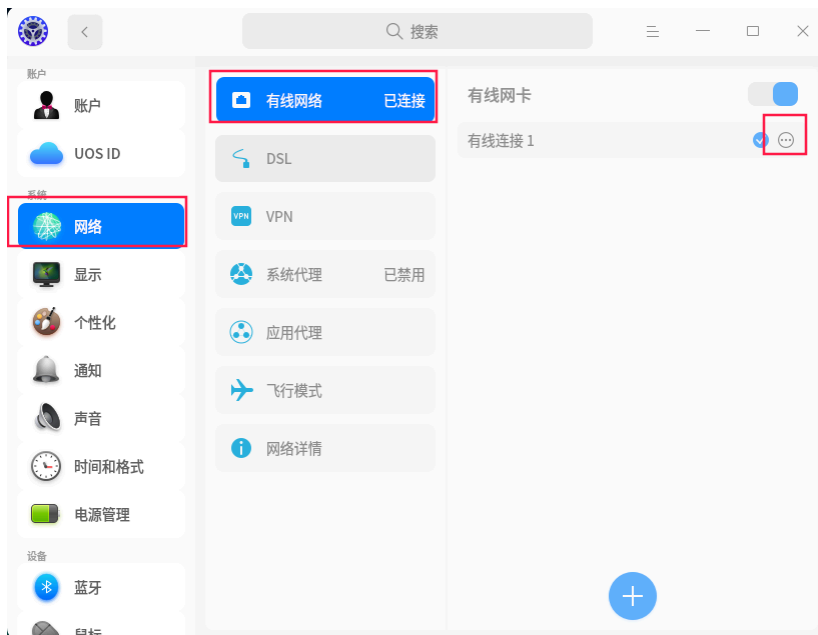 搜索
账户
账户
UOS ID
系统
网络
显示
个性化
通知
声音
时间和格式
电源管理
设备
蓝牙
鼠标
有线网络 已连接
DSL
VPN VPN
系统代理 已禁用
应用代理
飞行模式
网络详情
有线网卡
有线连接 1